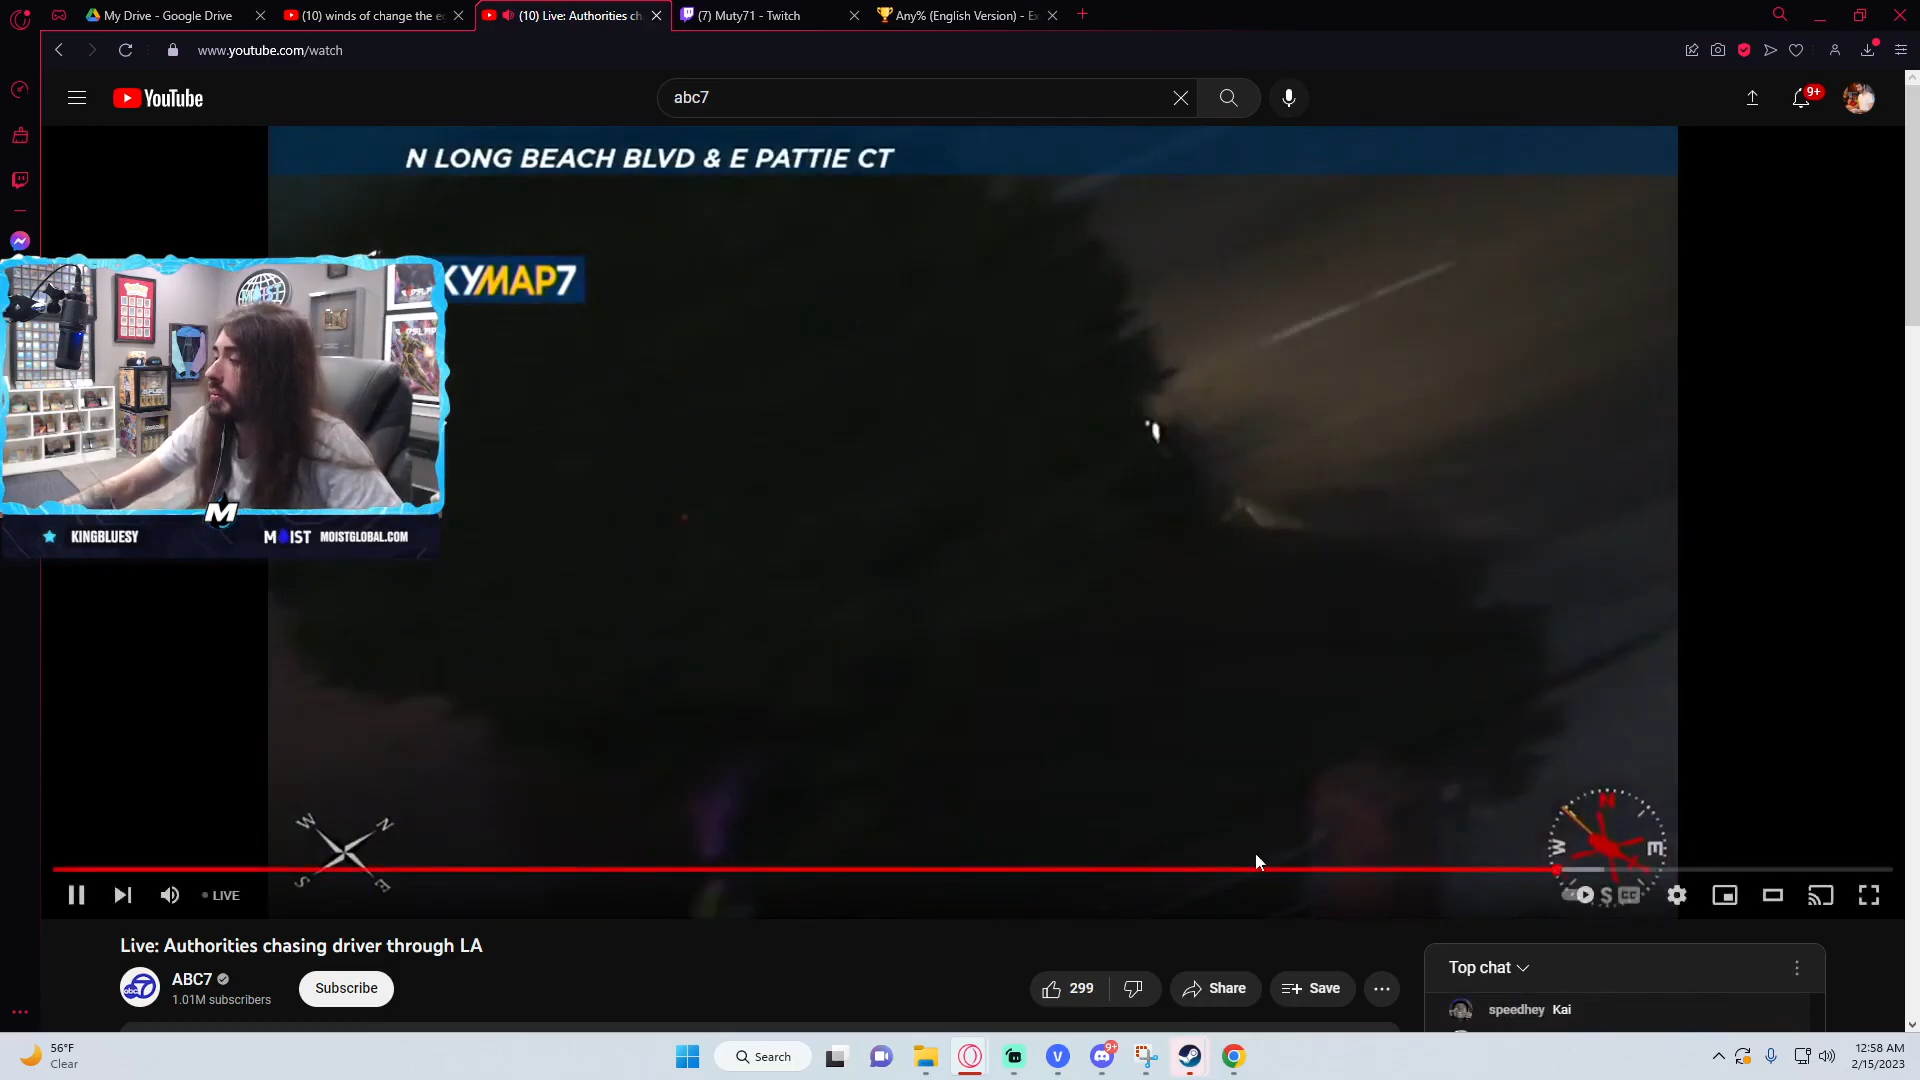 My Drive - Google Drive
(10) winds of change the e
(10) Live: Authorities ch
(7) Muty71 - Twitch
Any% (English Version) - E
www.youtube.com/watch
YouTube
abc7
9+
N LONG BEACH BLVD & E PATTIE CT
KYMAP7
MOIST
M
KINGBLUESY
MOIST MOISTGLOBAL.COM
W N
S E
N
W E
LIVE
$ CC
Live: Authorities chasing driver through LA
ABC7
1.01M subscribers
Subscribe
299
Share
Save
Top chat
speedhey Kai
56°F
Clear
Search
9+
12:58 AM
2/15/2023